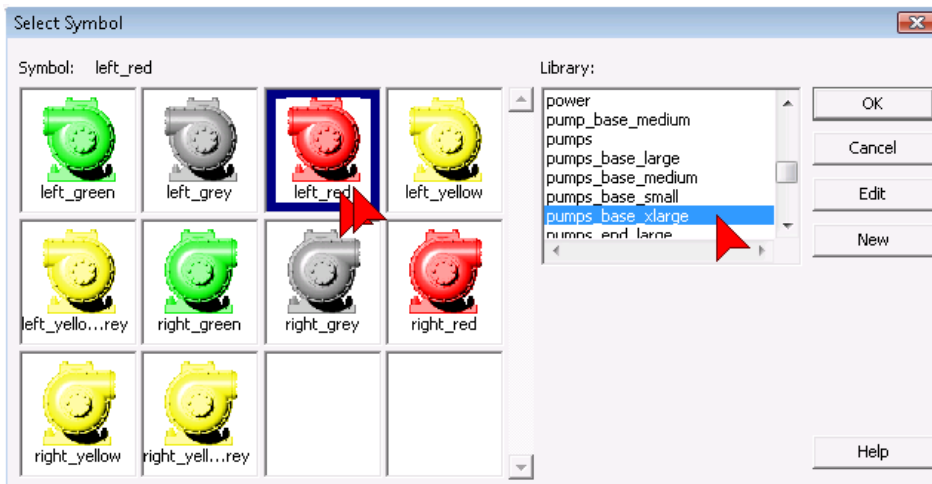 Select Symbol
Symbol: left_red
Library:
left_green
left_grey
left_red
left_yellow
left_yello...rey
right_green
right_grey
right_red
right_yellow
right_yell...rey
power
pump_base_medium
pumps
pumps_base_large
pumps_base_medium
pumps_base_small
pumps_base_xlarge
pumps_end_large
OK
Cancel
Edit
New
Help